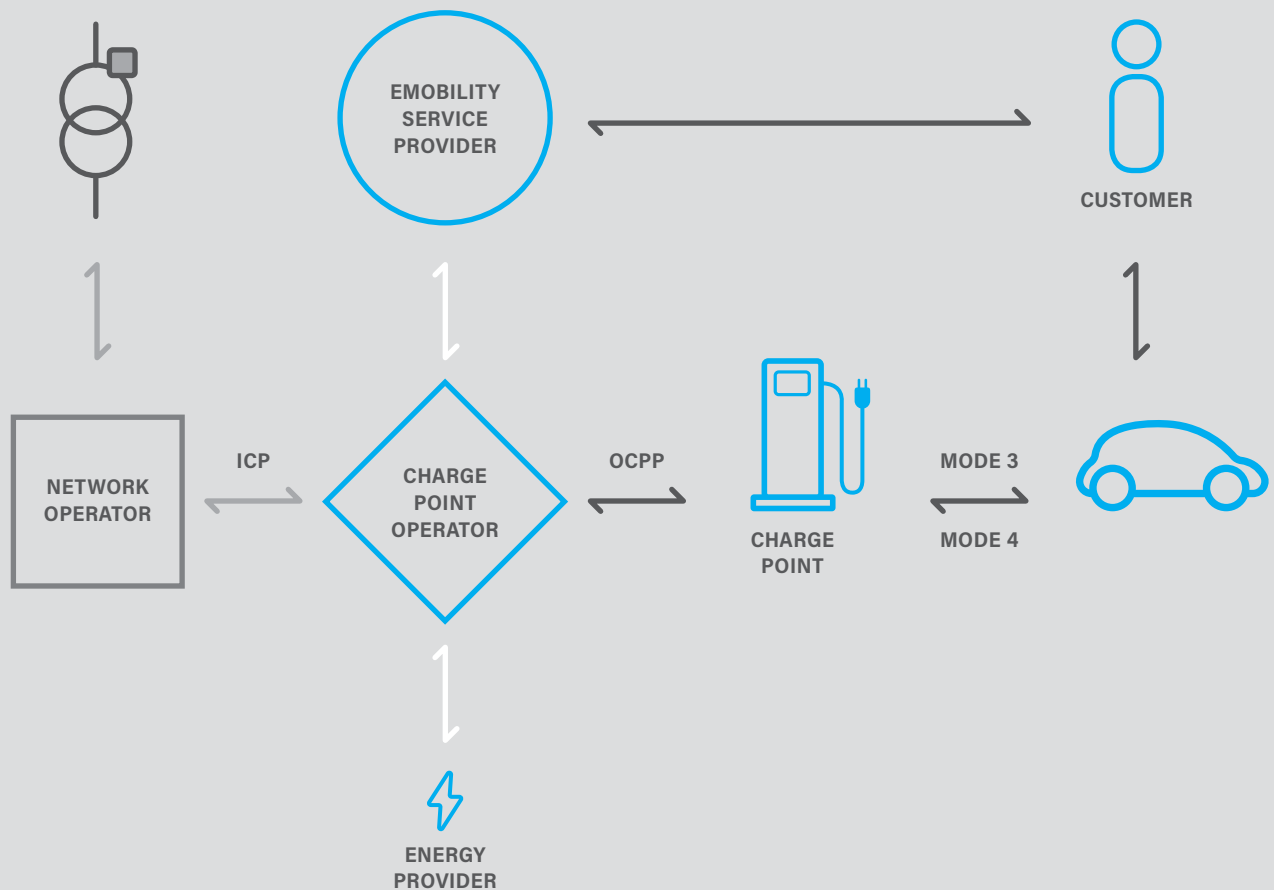 EMOBILITY
SERVICE
PROVIDER
CUSTOMER
NETWORK
OPERATOR
ICP
CHARGE
POINT
OPERATOR
OCPP
CHARGE
POINT
MODE 3
MODE 4
ENERGY
PROVIDER